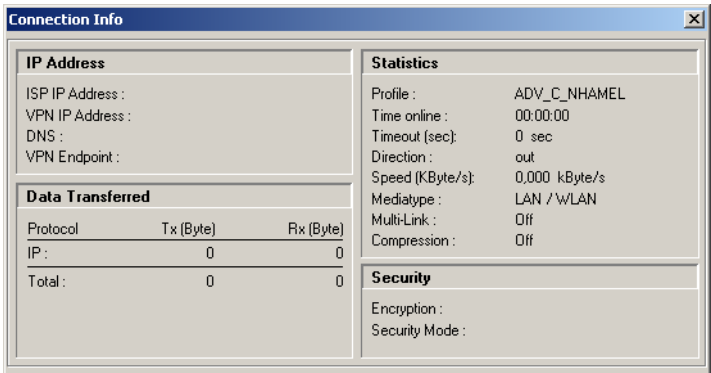 Connection Info
IP Address
ISP IP Address :
VPN IP Address :
DNS :
VPN Endpoint :
Data Transferred
Protocol Tx (Byte) Rx (Byte)
IP : 0 0
Total : 0 0
Statistics
Profile : ADV_C_NHAMEL
Time online : 00:00:00
Timeout (sec): 0 sec
Direction : out
Speed (KByte/s): 0,000 kByte/s
Mediatype : LAN / WLAN
Multi-Link : Off
Compression : Off
Security
Encryption :
Security Mode :